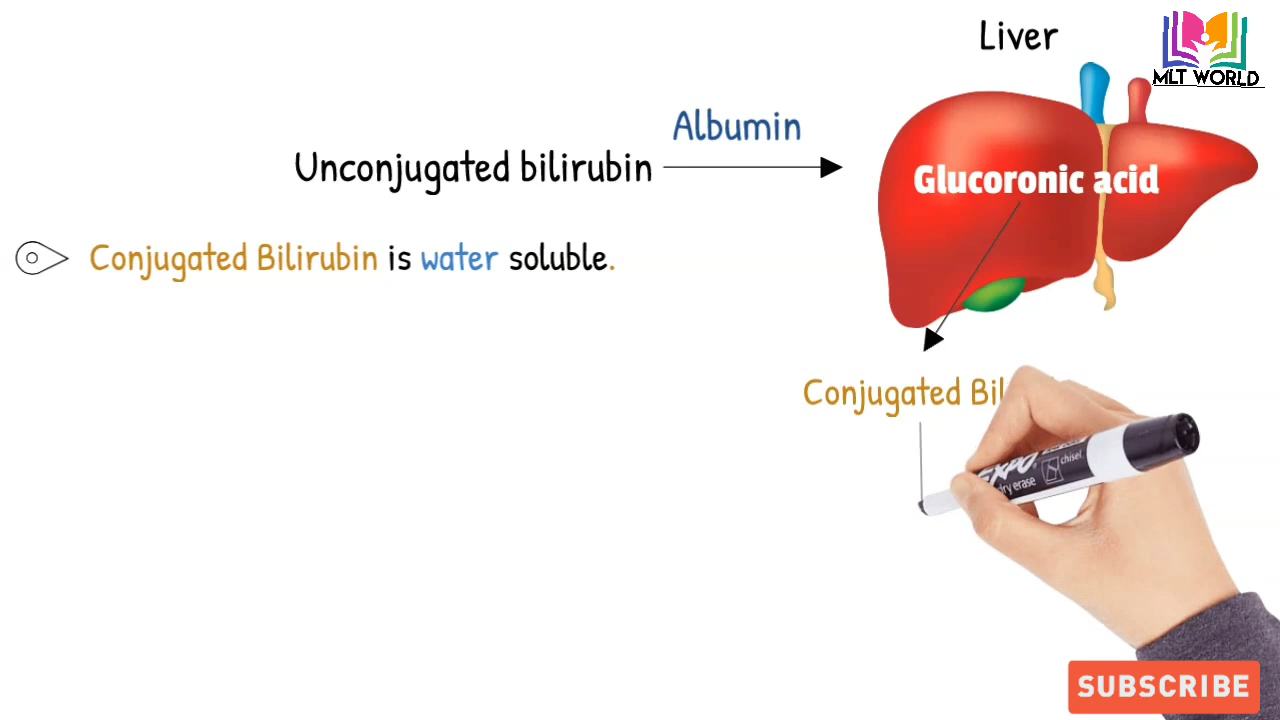 Liver
MLT WORLD
Albumin
Unconjugated bilirubin
Glucoronic acid
Conjugated Bilirubin is water soluble.
Conjugated Bil
EXPO
chisel
dry erase
SUBSCRIBE